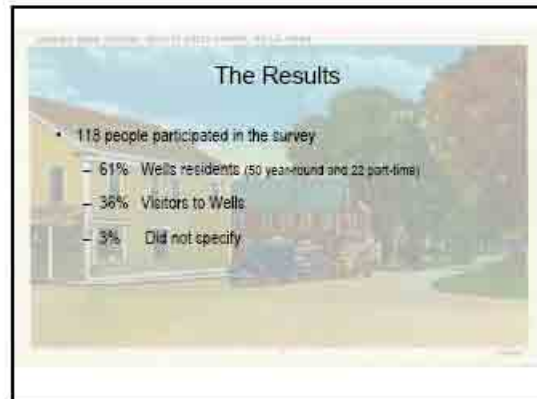 The Results
• 118 people participated in the survey
– 61% Wells residents (50 year-round and 22 part-time)
– 36% Visitors to Wells
– 3% Did not specify